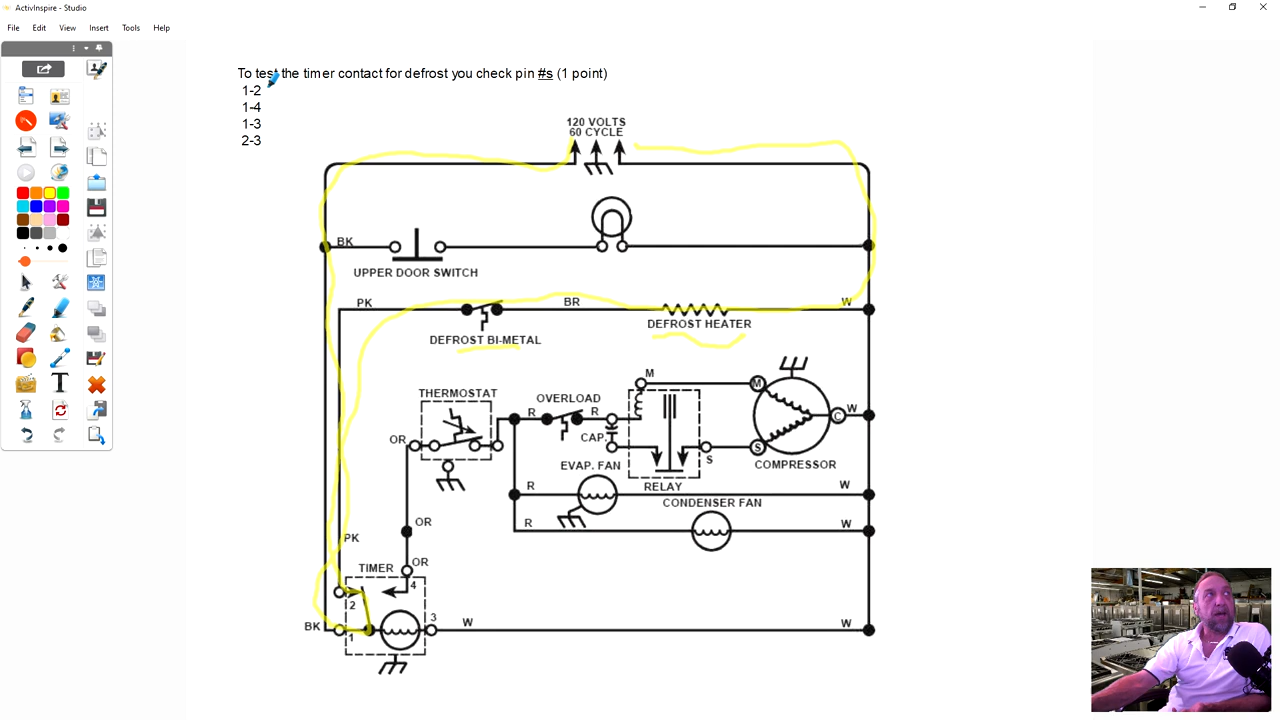 ActivInspire - Studio
File Edit View Insert Tools Help
To test the timer contact for defrost you check pin #s (1 point)
1-2
1-4
1-3
2-3
120 VOLTS
60 CYCLE
BK
UPPER DOOR SWITCH
PK
BR
W
DEFROST BI-METAL
DEFROST HEATER
THERMOSTAT
OVERLOAD
M
M
R
R
C
W
OR
CAP.
S
S
COMPRESSOR
EVAP. FAN
RELAY
R
W
CONDENSER FAN
OR
R
W
PK
TIMER
OR
4
2
BK
1
3
W
W